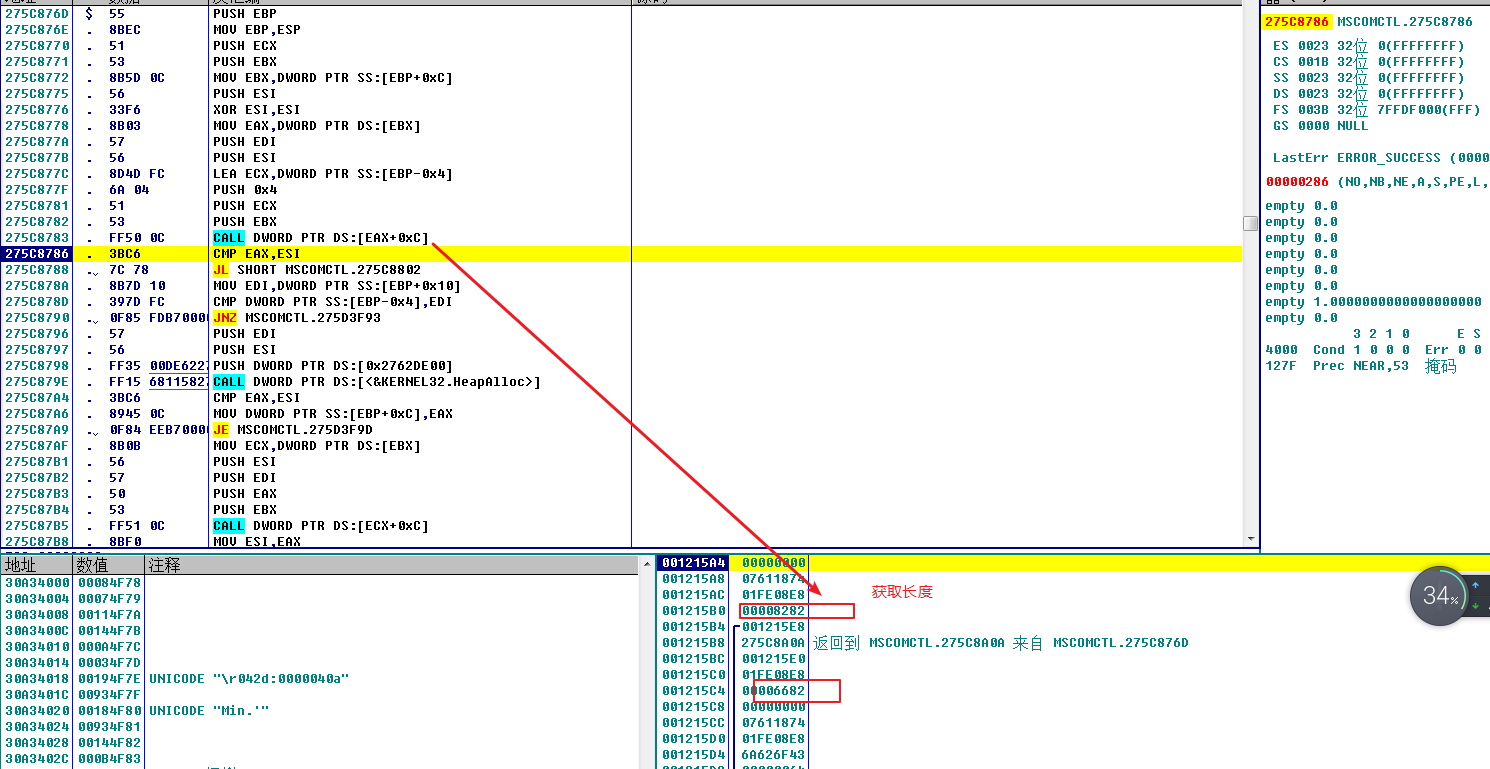 275C876D $ 55 PUSH EBP
275C876E . 8BEC MOV EBP,ESP
275C8770 . 51 PUSH ECX
275C8771 . 53 PUSH EBX
275C8772 . 8B5D 0C MOV EBX,DWORD PTR SS:[EBP+0xC]
275C8775 . 56 PUSH ESI
275C8776 . 33F6 XOR ESI,ESI
275C8778 . 8B03 MOV EAX,DWORD PTR DS:[EBX]
275C877A . 57 PUSH EDI
275C877B . 56 PUSH ESI
275C877C . 8D4D FC LEA ECX,DWORD PTR SS:[EBP-0x4]
275C877F . 6A 04 PUSH 0x4
275C8781 . 51 PUSH ECX
275C8782 . 53 PUSH EBX
275C8783 . FF50 0C CALL DWORD PTR DS:[EAX+0xC]
275C8786 . 3BC6 CMP EAX,ESI
275C8788 .⌄ 7C 78 JL SHORT MSCOMCTL.275C8802
275C878A . 8B7D 10 MOV EDI,DWORD PTR SS:[EBP+0x10]
275C878D . 397D FC CMP DWORD PTR SS:[EBP-0x4],EDI
275C8790 .⌄ 0F85 FDB70000 JNZ MSCOMCTL.275D3F93
275C8796 . 57 PUSH EDI
275C8797 . 56 PUSH ESI
275C8798 . FF35 00DE6227 PUSH DWORD PTR DS:[0x2762DE00]
275C879E . FF15 68115827 CALL DWORD PTR DS:[<&KERNEL32.HeapAlloc>]
275C87A4 . 3BC6 CMP EAX,ESI
275C87A6 . 8945 0C MOV DWORD PTR SS:[EBP+0xC],EAX
275C87A9 .⌄ 0F84 EEB70000 JE MSCOMCTL.275D3F9D
275C87AF . 8B0B MOV ECX,DWORD PTR DS:[EBX]
275C87B1 . 56 PUSH ESI
275C87B2 . 57 PUSH EDI
275C87B3 . 50 PUSH EAX
275C87B4 . 53 PUSH EBX
275C87B5 . FF51 0C CALL DWORD PTR DS:[ECX+0xC]
275C87B8 . 8BF0 MOV ESI,EAX
275C8786 MSCOMCTL.275C8786
ES 0023 32位 0(FFFFFFFF)
CS 001B 32位 0(FFFFFFFF)
SS 0023 32位 0(FFFFFFFF)
DS 0023 32位 0(FFFFFFFF)
FS 003B 32位 7FFDF000(FFF)
GS 0000 NULL
LastErr ERROR_SUCCESS (0000
00000286 (NO,NB,NE,A,S,PE,L,
empty 0.0
empty 0.0
empty 0.0
empty 0.0
empty 0.0
empty 0.0
empty 1.0000000000000000000
empty 0.0
3 2 1 0 E S
4000 Cond 1 0 0 0 Err 0 0
127F Prec NEAR,53 掩码
地址 数值 注释
30A34000 00084F78
30A34004 00074F79
30A34008 00114F7A
30A3400C 00144F7B
30A34010 000A4F7C
30A34014 00034F7D
30A34018 00194F7E UNICODE "\r042d:0000040a"
30A3401C 00934F7F
30A34020 00184F80 UNICODE "Min.'"
30A34024 00934F81
30A34028 00144F82
30A3402C 000B4F83
001215A4 00000000
001215A8 07611874
001215AC 01FE08E8
001215B0 00008282
获取长度
001215B4 001215E8
001215B8 275C8A0A 返回到 MSCOMCTL.275C8A0A 来自 MSCOMCTL.275C876D
001215BC 001215E0
001215C0 01FE08E8
001215C4 00006682
001215C8 00000000
001215CC 07611874
001215D0 01FE08E8
001215D4 6A626F43
34%